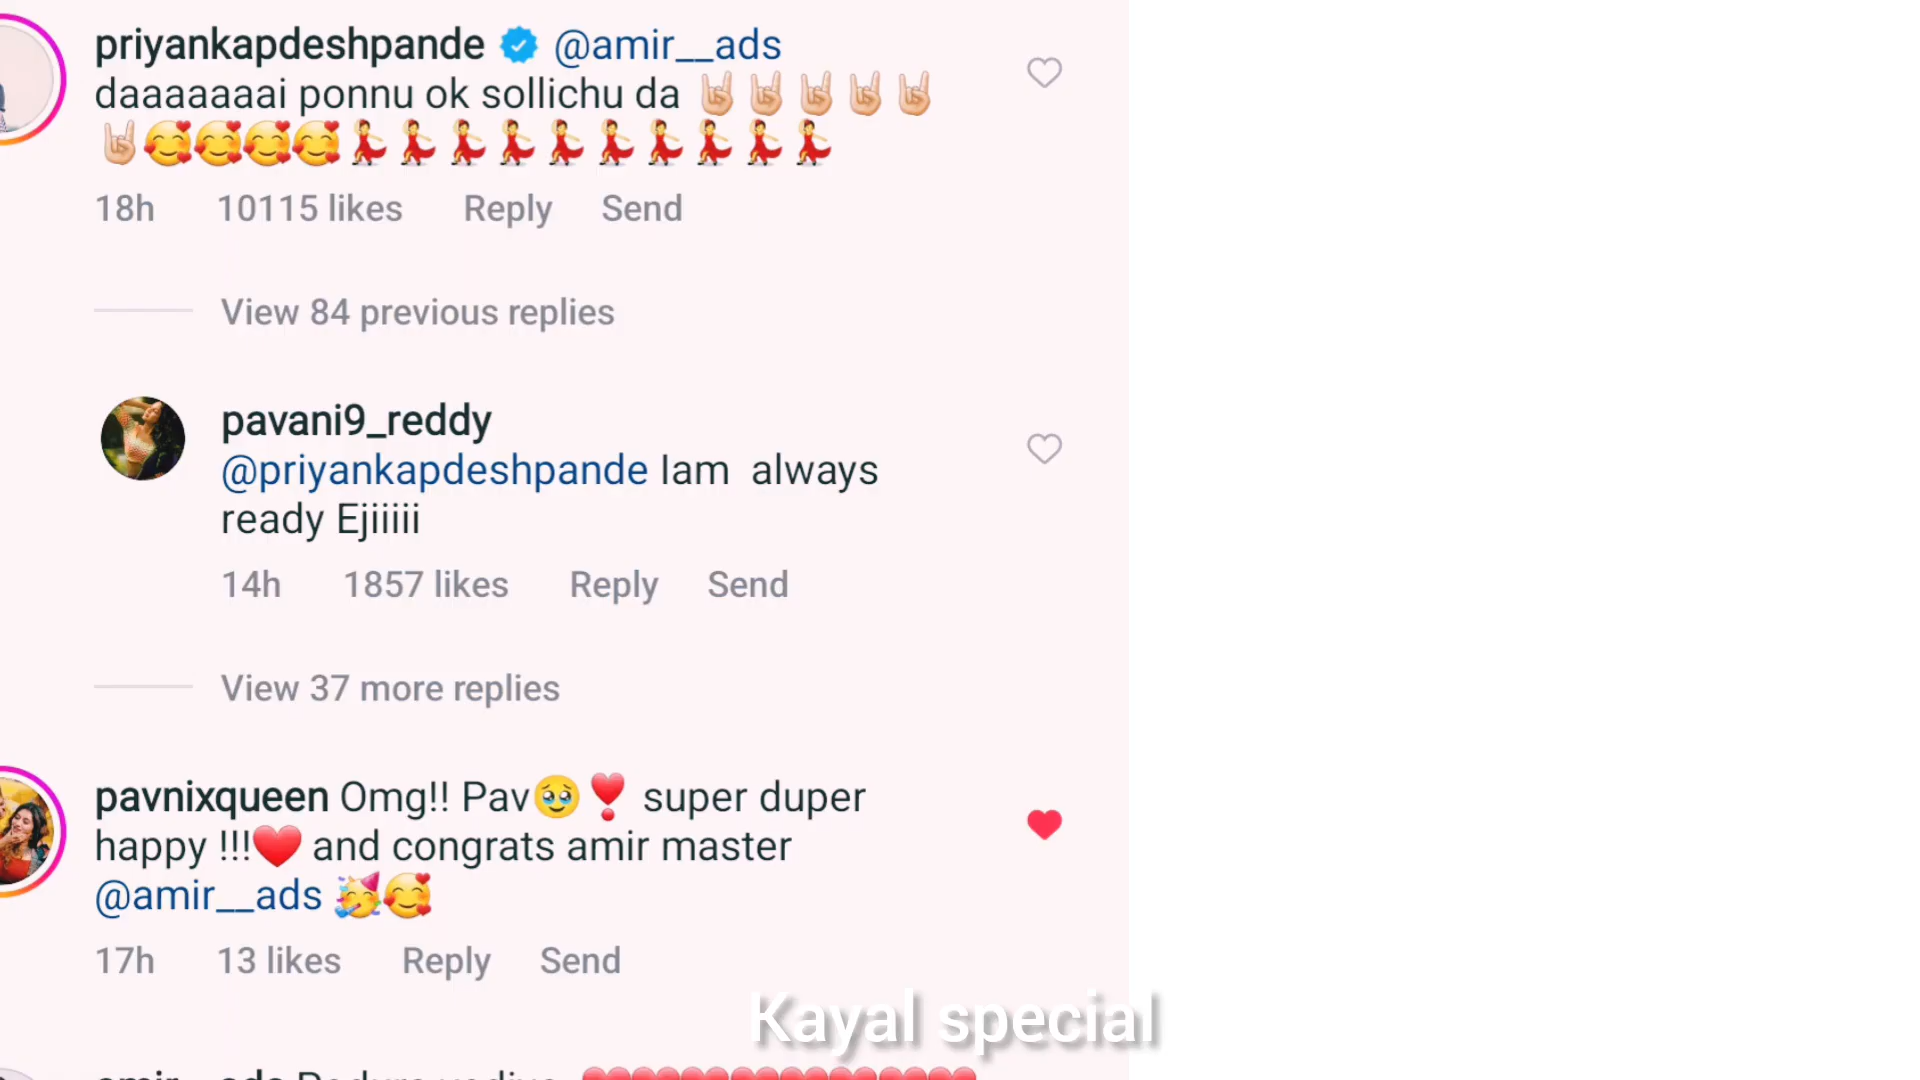 priyankapdeshpande @amir__ads
daaaaaaai ponnu ok sollichu da 🤘🏻🤘🏻🤘🏻🤘🏻🤘🏻
🤘🏻🥰🥰🥰🥰💃💃💃💃💃💃💃💃💃💃
18h 10115 likes Reply Send
View 84 previous replies
pavani9_reddy
@priyankapdeshpande Iam always
ready Ejiiiii
14h 1857 likes Reply Send
View 37 more replies
pavnixqueen Omg!! Pav🥹❣️ super duper
happy !!!❤️ and congrats amir master
@amir__ads 🥳🥰
17h 13 likes Reply Send
Kayal special